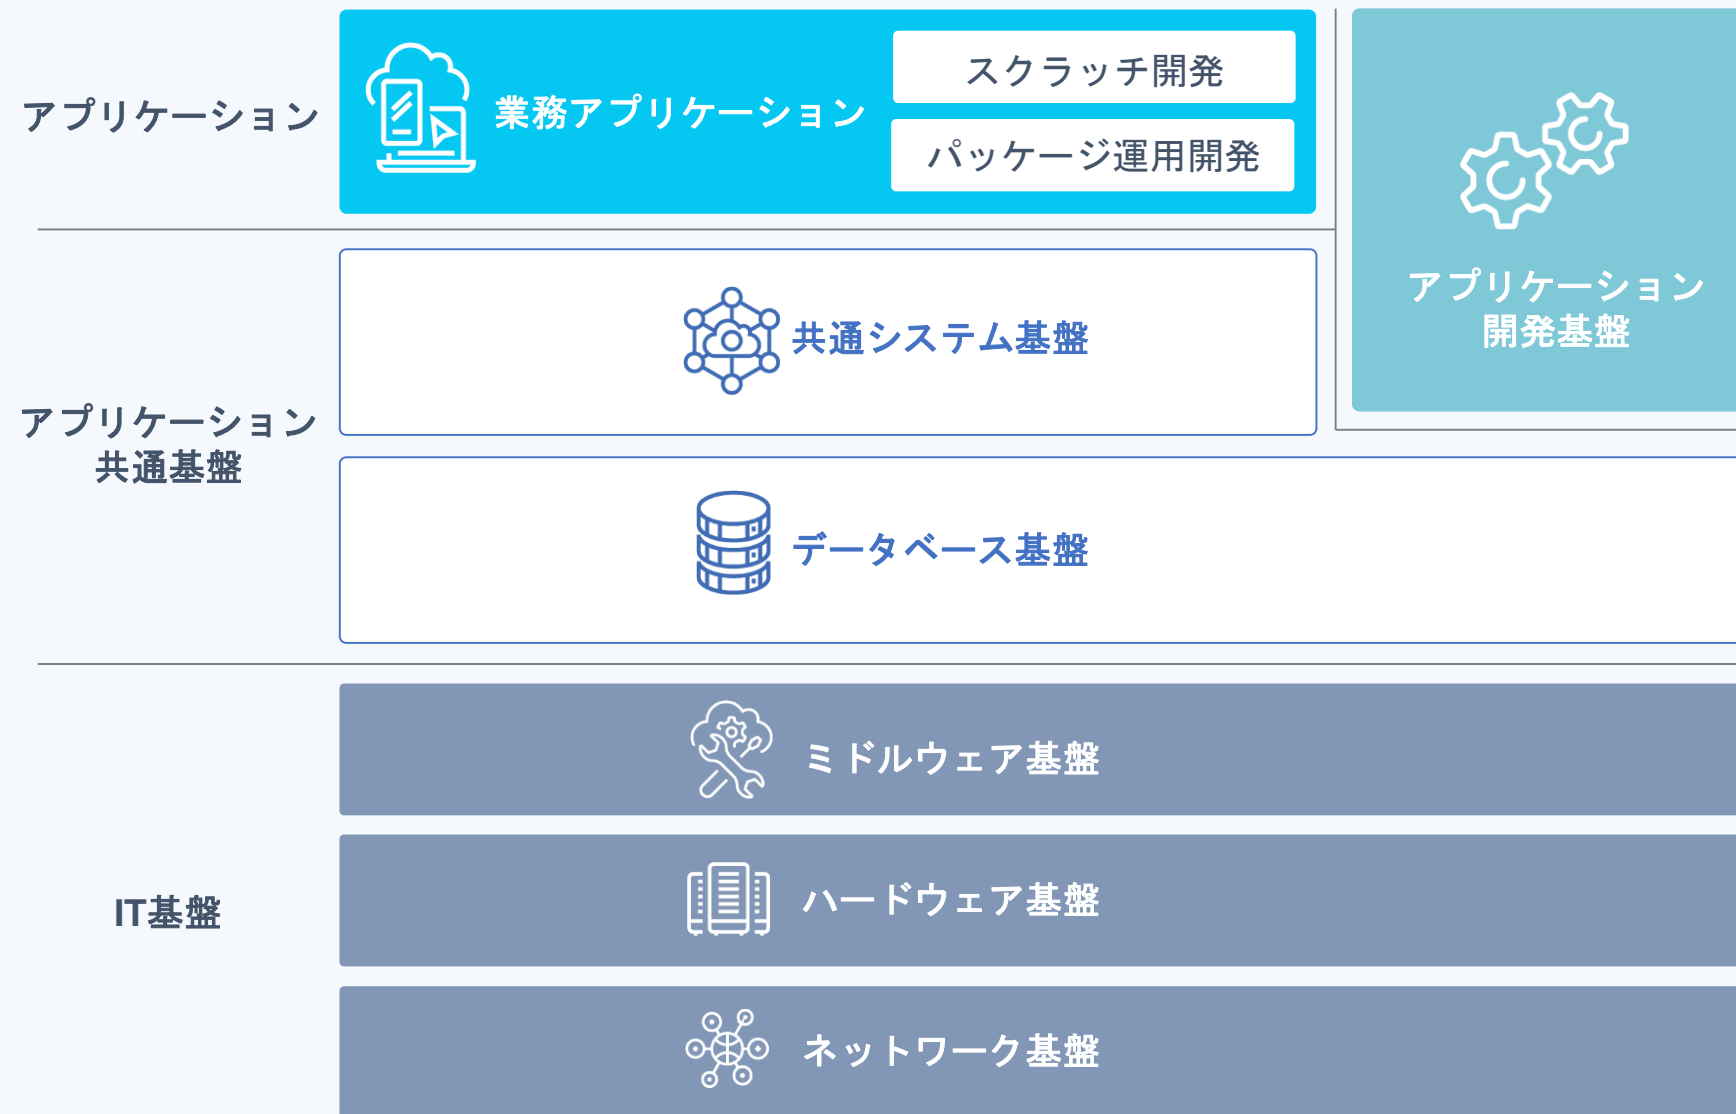 アプリケーション
業務アプリケーション
スクラッチ開発
パッケージ運用開発
アプリケーション
開発基盤
アプリケーション
共通基盤
共通システム基盤
データベース基盤
IT基盤
ミドルウェア基盤
ハードウェア基盤
ネットワーク基盤